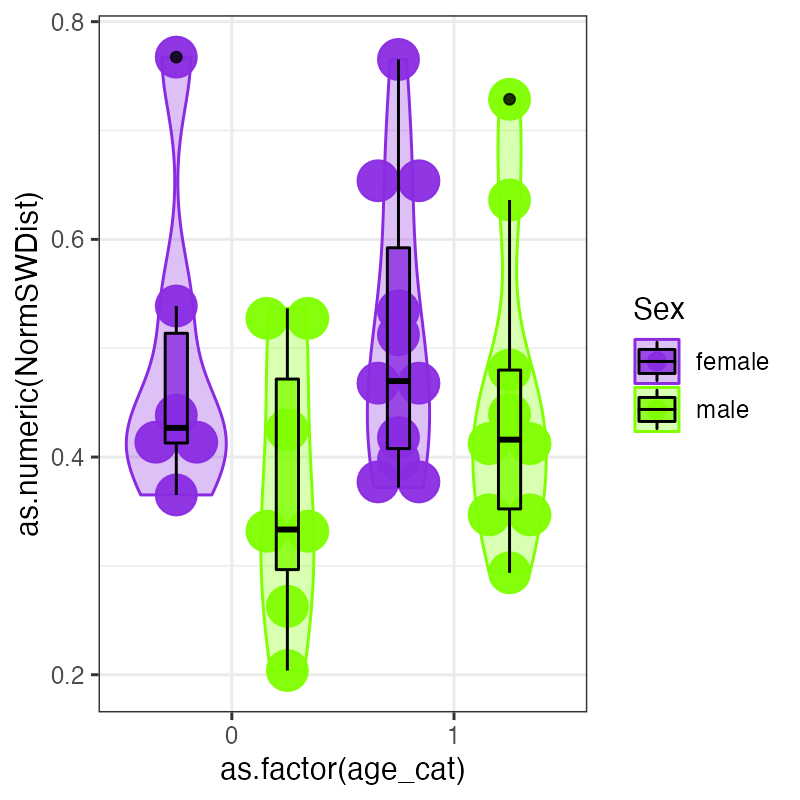 0.8
0.6
0.4
0.2
as.numeric(NormSWDist)
0
1
as.factor(age_cat)
Sex
female
male